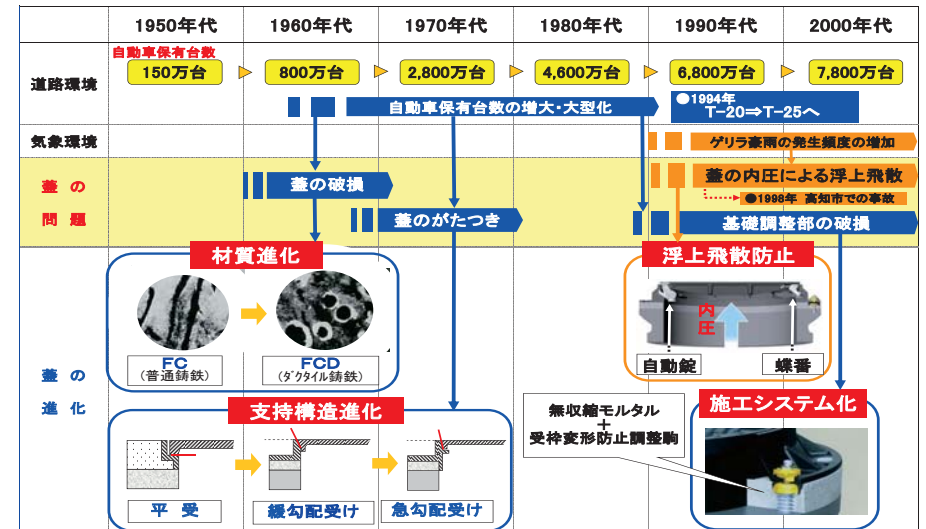 1950年代 1960年代 1970年代 1980年代 1990年代 2000年代
自動車保有台数
道路環境 150万台 800万台 2,800万台 4,600万台 6,800万台 7,800万台
自動車保有台数の増大・大型化
●1994年
T-20⇒T-25へ
気象環境
ゲリラ豪雨の発生頻度の増加
蓋の
問題
蓋の破損
蓋の内圧による浮上飛散
●1998年 高知市での事故
蓋のがたつき
基礎調整部の破損
蓋の
進化
材質進化
FC
(普通鋳鉄)
FCD
(ダクタイル鋳鉄)
浮上飛散防止
内圧
自動錠
蝶番
支持構造進化
平受
緩勾配受け
急勾配受け
施工システム化
無収縮モルタル
+
受枠変形防止調整駒